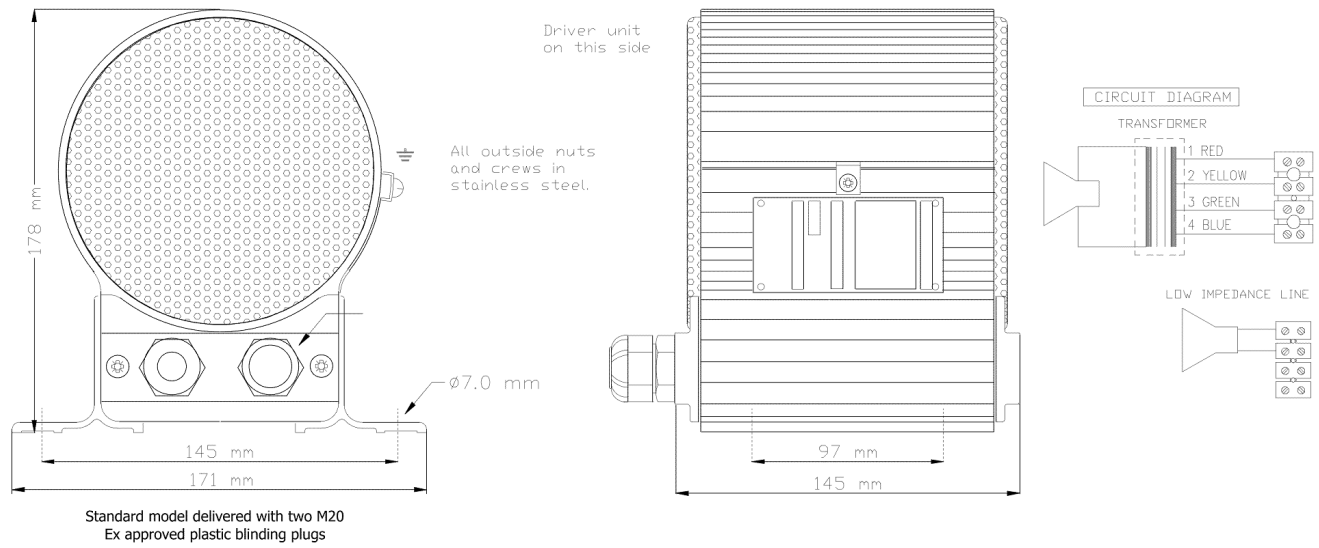 Driver unit
on this side
178 mm
All outside nuts
and crews in
stainless steel.
ø7.0 mm
145 mm
171 mm
Standard model delivered with two M20
Ex approved plastic blinding plugs
97 mm
145 mm
CIRCUIT DIAGRAM
TRANSFORMER
1 RED
2 YELLOW
3 GREEN
4 BLUE
LOW IMPEDANCE LINE